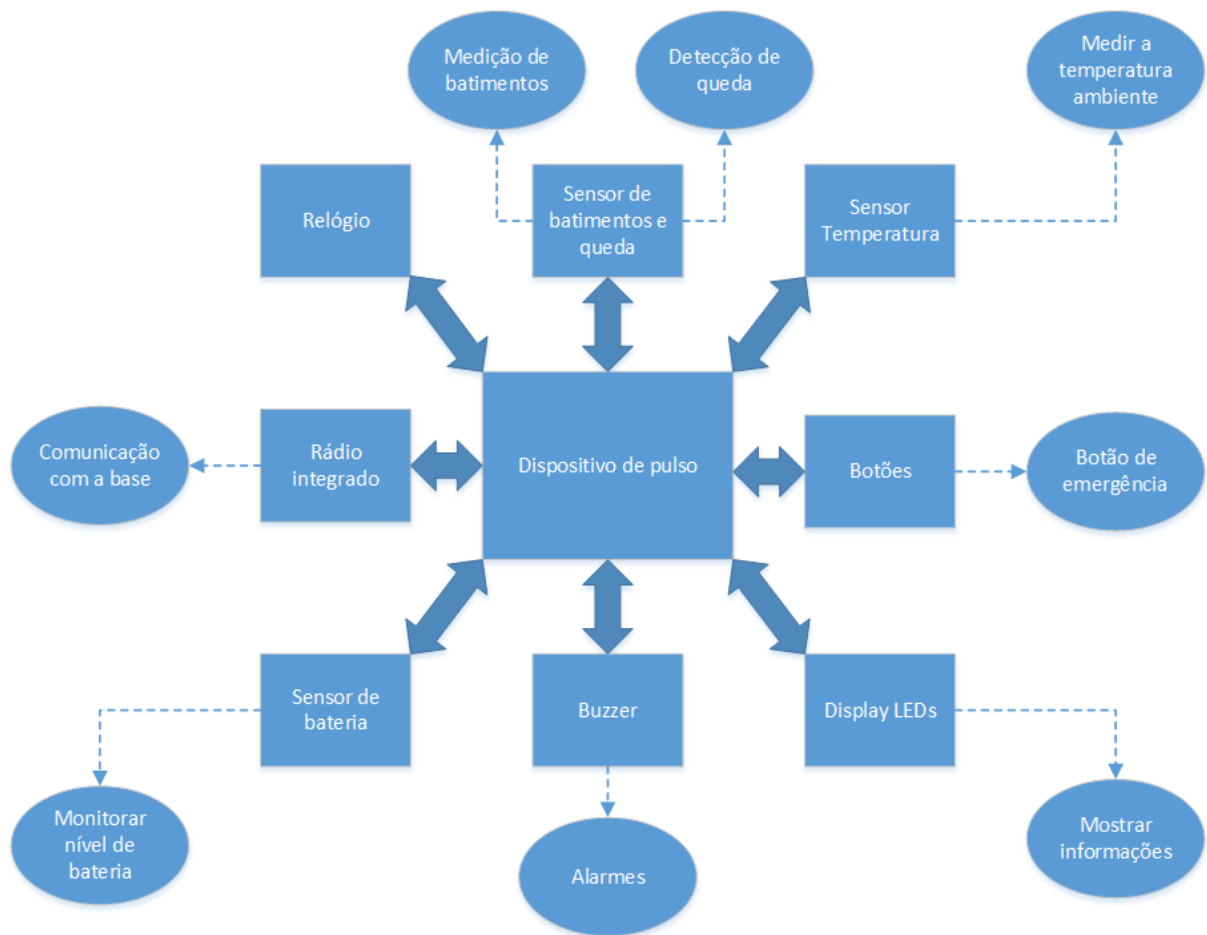 Medição de
batimentos
Detecção de
queda
Medir a
temperatura
ambiente
Relógio
Sensor de
batimentos e
queda
Sensor
Temperatura
Comunicação
com a base
Rádio
integrado
Dispositivo de pulso
Botões
Botão de
emergência
Sensor de
bateria
Buzzer
Display LEDs
Monitorar
nível de
bateria
Alarmes
Mostrar
informações